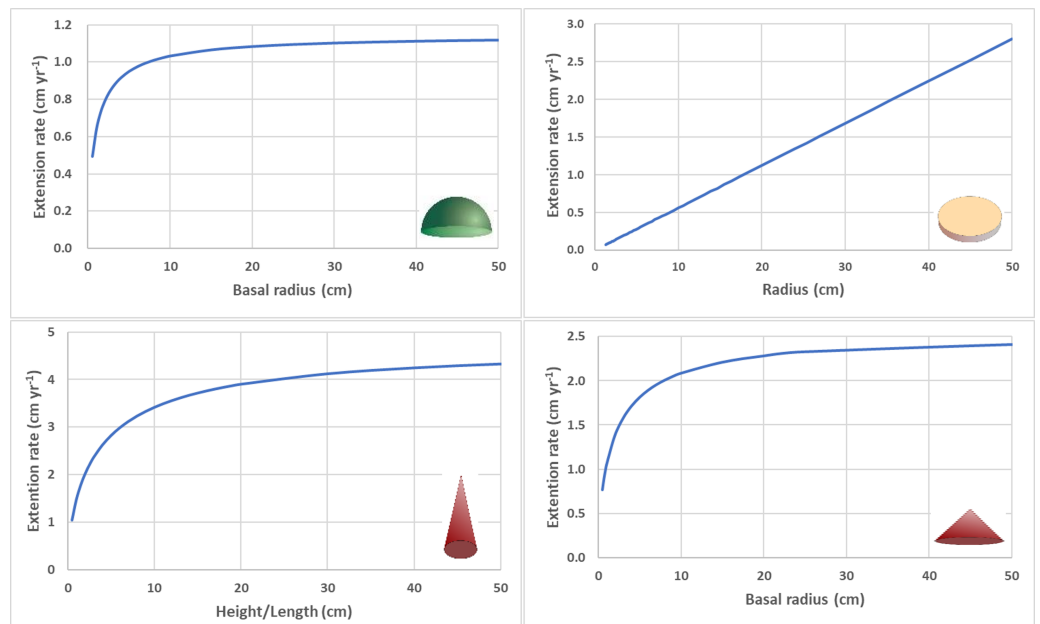 1.2
1.0
0.8
0.6
0.4
0.2
0.0
Extension rate (cm yr-1)
0 10 20 30 40 50
Basal radius (cm)
3.0
2.5
2.0
1.5
1.0
0.5
0.0
Extension rate (cm yr-1)
0 10 20 30 40 50
Radius (cm)
5
4
3
2
1
0
Extention rate (cm yr-1)
0 10 20 30 40 50
Height/Length (cm)
2.5
2.0
1.5
1.0
0.5
0.0
Extention rate (cm yr-1)
0 10 20 30 40 50
Basal radius (cm)